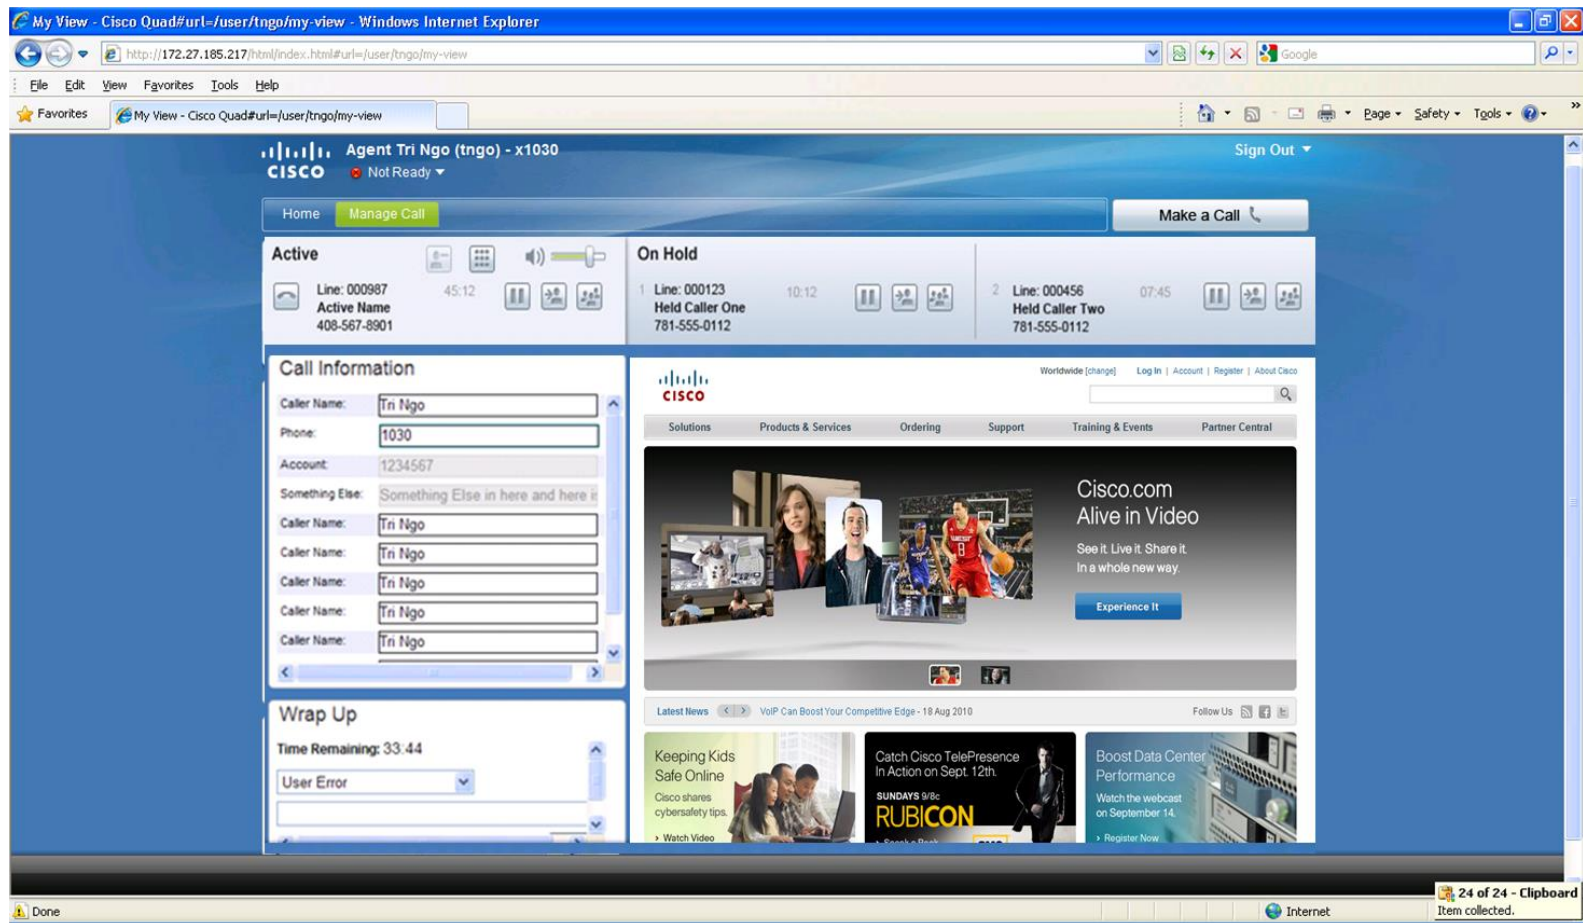 My View - Cisco Quad#url=/user/tngo/my-view - Windows Internet Explorer
http://172.27.185.217/html/index.html#url=/user/tngo/my-view
Google
File Edit View Favorites Tools Help
Favorites
My View - Cisco Quad#url=/user/tngo/my-view
Page Safety Tools
CISCO
Agent Tri Ngo (tngo) - x1030
Not Ready
Sign Out
Home
Manage Call
Make a Call
Active
Line: 000987
45:12
Active Name
408-567-8901
On Hold
1
Line: 000123
10:12
Held Caller One
781-555-0112
2
Line: 000456
07:45
Held Caller Two
781-555-0112
Call Information
Caller Name: Tri Ngo
Phone: 1030
Account: 1234567
Something Else: Something Else in here and here is
Caller Name: Tri Ngo
Caller Name: Tri Ngo
Caller Name: Tri Ngo
Caller Name: Tri Ngo
Caller Name: Tri Ngo
Wrap Up
Time Remaining: 33:44
User Error
CISCO
Worldwide [change] Log In | Account | Register | About Cisco
Solutions Products & Services Ordering Support Training & Events Partner Central
Cisco.com
Alive in Video
See it. Live it. Share it.
In a whole new way.
Experience It
Latest News
VoIP Can Boost Your Competitive Edge - 18 Aug 2010
Follow Us
Keeping Kids
Safe Online
Cisco shares
cybersafety tips.
› Watch Video
Catch Cisco TelePresence
In Action on Sept. 12th.
SUNDAYS 9/8c
RUBICON
Boost Data Center
Performance
Watch the webcast
on September 14.
› Register Now
Done
Internet
24 of 24 - Clipboard
Item collected.